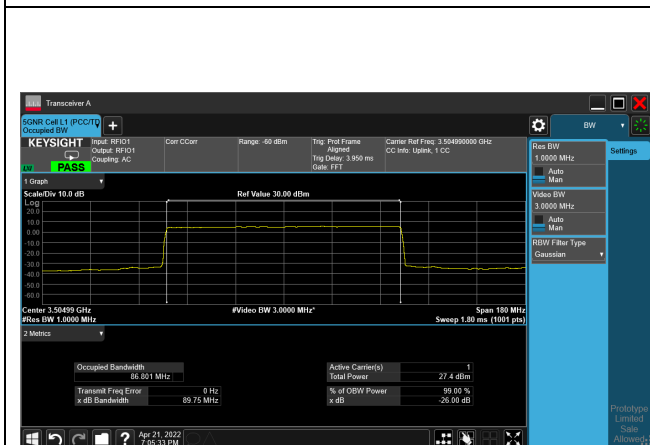 Transceiver A
5GNR Cell L1 (PCC/TD
Occupied BW
BW
KEYSIGHT
Input: RFIO1
Output: RFIO1
Coupling: AC
Corr CCorr
Range: -60 dBm
Trig: Prot Frame
Aligned
Trig Delay: 3.950 ms
Gate: FFT
Carrier Ref Freq: 3.504990000 GHz
CC Info: Uplink, 1 CC
PASS
Res BW
1.0000 MHz
Auto
Man
Settings
1 Graph
Scale/Div 10.0 dB
Ref Value 30.00 dBm
Video BW
3.0000 MHz
Auto
Man
RBW Filter Type
Gaussian
Log
20.0
10.0
0.00
-10.0
-20.0
-30.0
-40.0
-50.0
-60.0
Center 3.50499 GHz
#Video BW 3.0000 MHz*
Span 180 MHz
#Res BW 1.0000 MHz
Sweep 1.80 ms (1001 pts)
2 Metrics
Occupied Bandwidth
86.801 MHz
Active Carrier(s) 1
Total Power 27.4 dBm
Transmit Freq Error 0 Hz
x dB Bandwidth 89.75 MHz
% of OBW Power 99.00 %
x dB -26.00 dB
Prototype
Limited
Sale
Allowed
Apr 21, 2022
7:05:33 PM